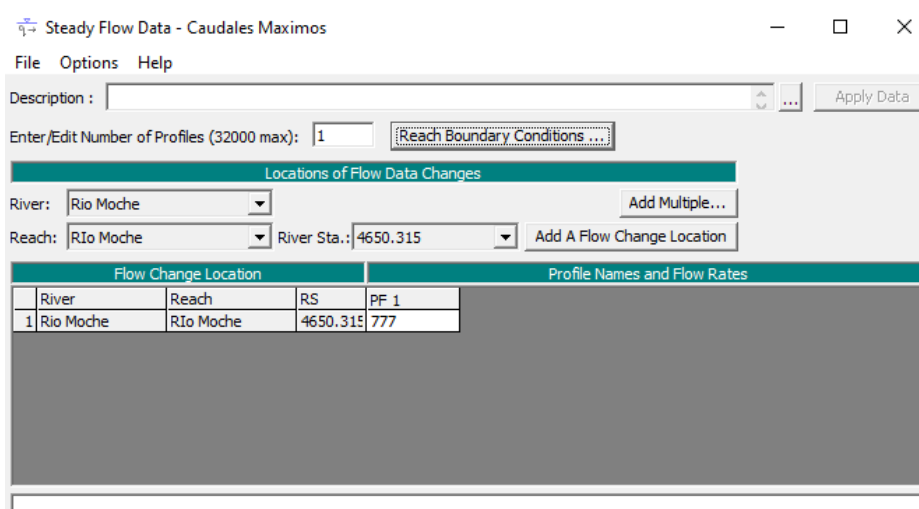 Steady Flow Data - Caudales Maximos
File Options Help
Description : ... Apply Data
Enter/Edit Number of Profiles (32000 max): 1 Reach Boundary Conditions ...
Locations of Flow Data Changes
River: Rio Moche Add Multiple...
Reach: RIo Moche River Sta.: 4650.315 Add A Flow Change Location
Flow Change Location Profile Names and Flow Rates
River Reach RS PF 1
1 Rio Moche RIo Moche 4650.315 777